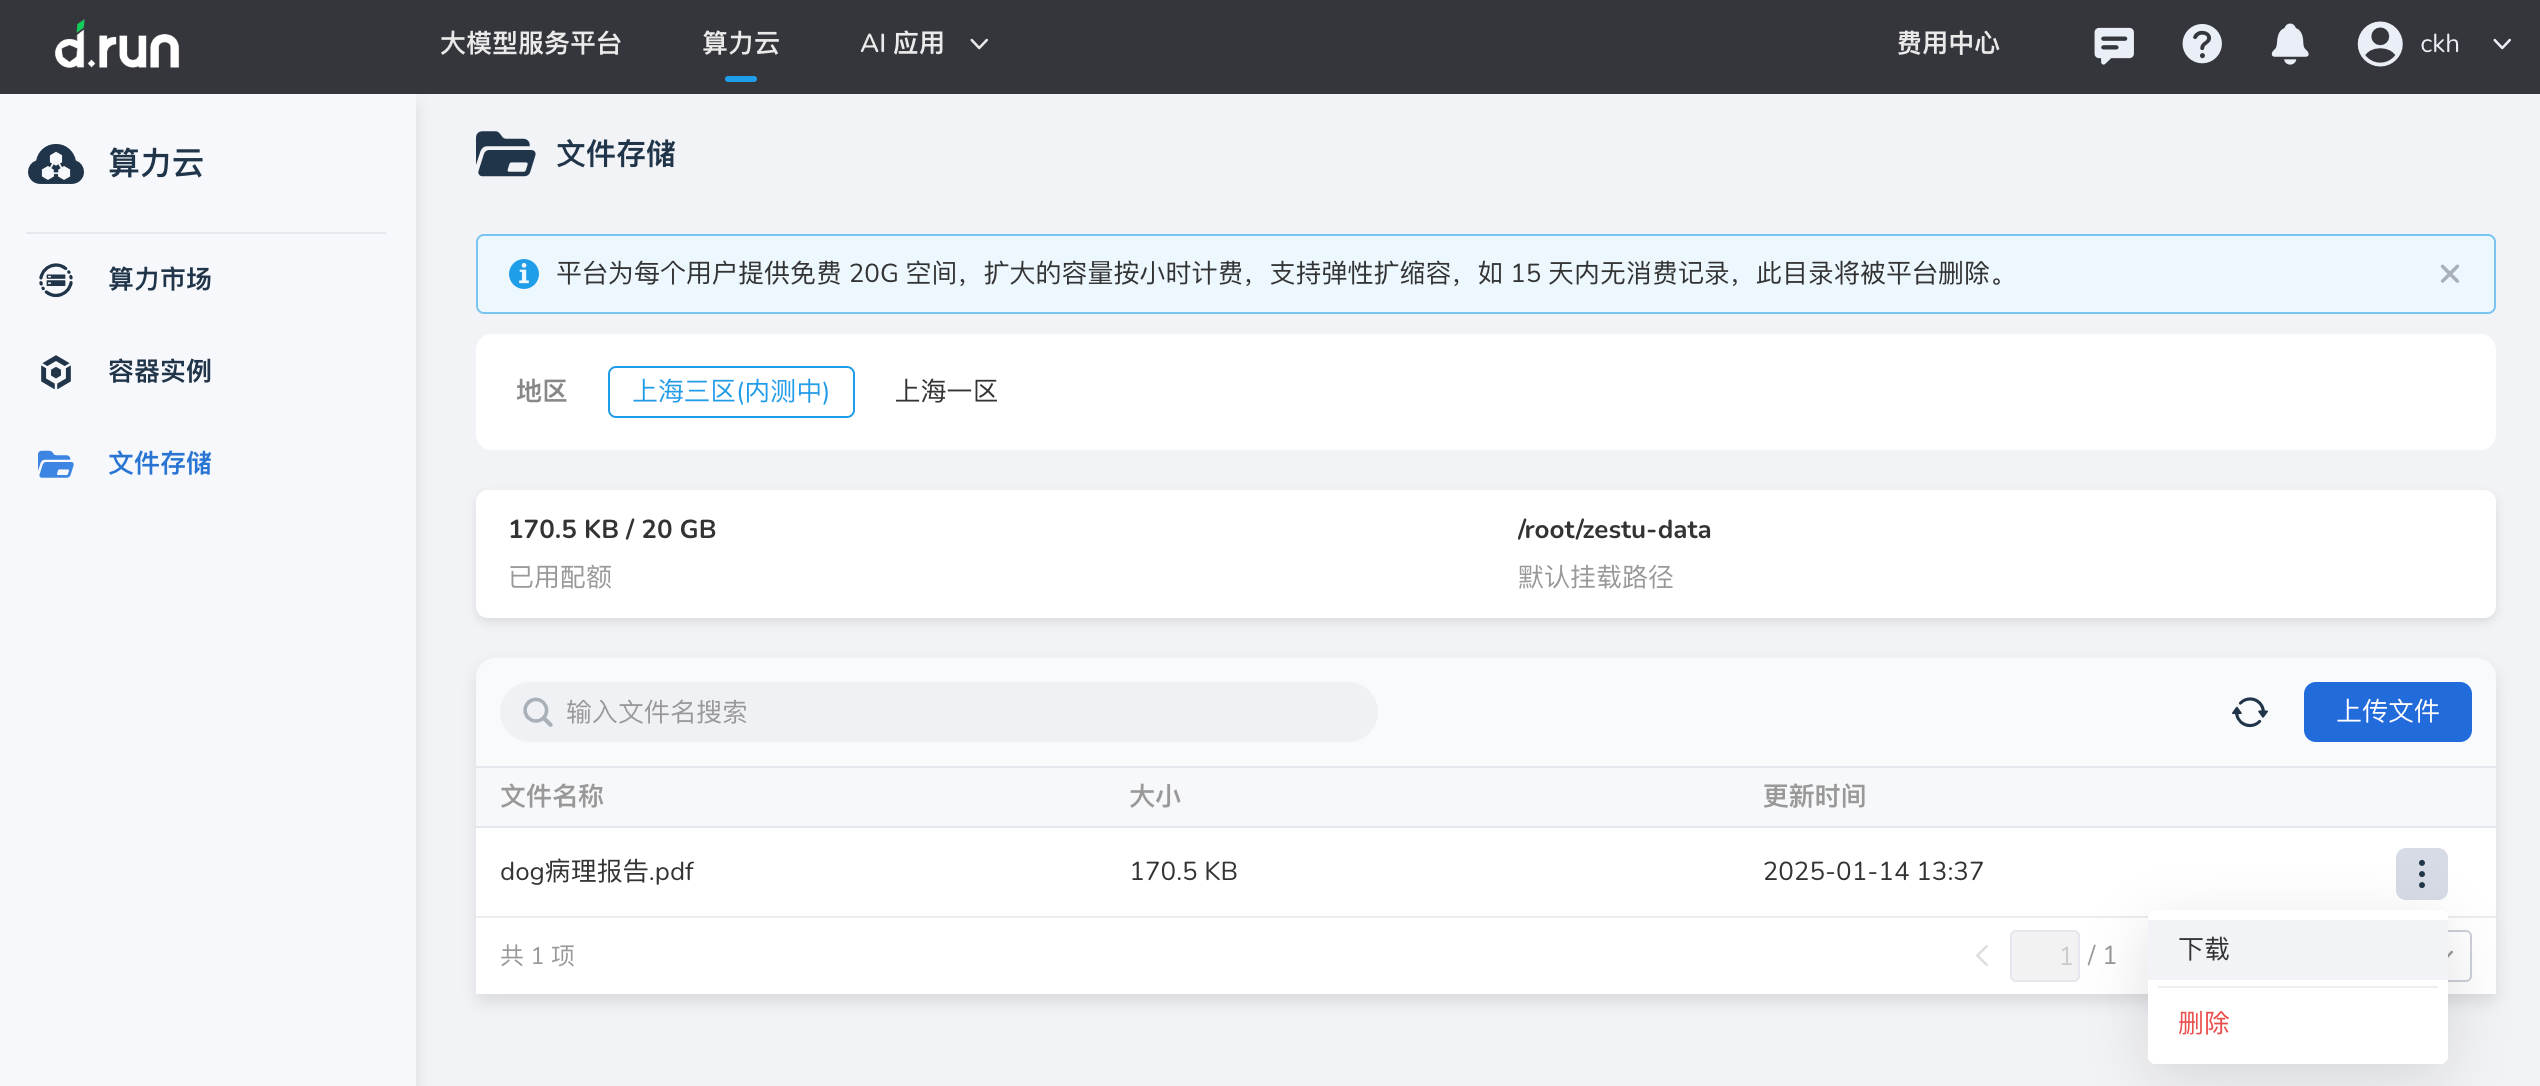 d.run
大模型服务平台
算力云
AI 应用
费用中心
ckh
算力云
算力市场
容器实例
文件存储
文件存储
平台为每个用户提供免费 20G 空间，扩大的容量按小时计费，支持弹性扩缩容，如 15 天内无消费记录，此目录将被平台删除。
地区
上海三区(内测中)
上海一区
170.5 KB / 20 GB
已用配额
/root/zestu-data
默认挂载路径
输入文件名搜索
上传文件
文件名称
大小
更新时间
dog病理报告.pdf
170.5 KB
2025-01-14 13:37
共 1 项
1 / 1
下载
删除